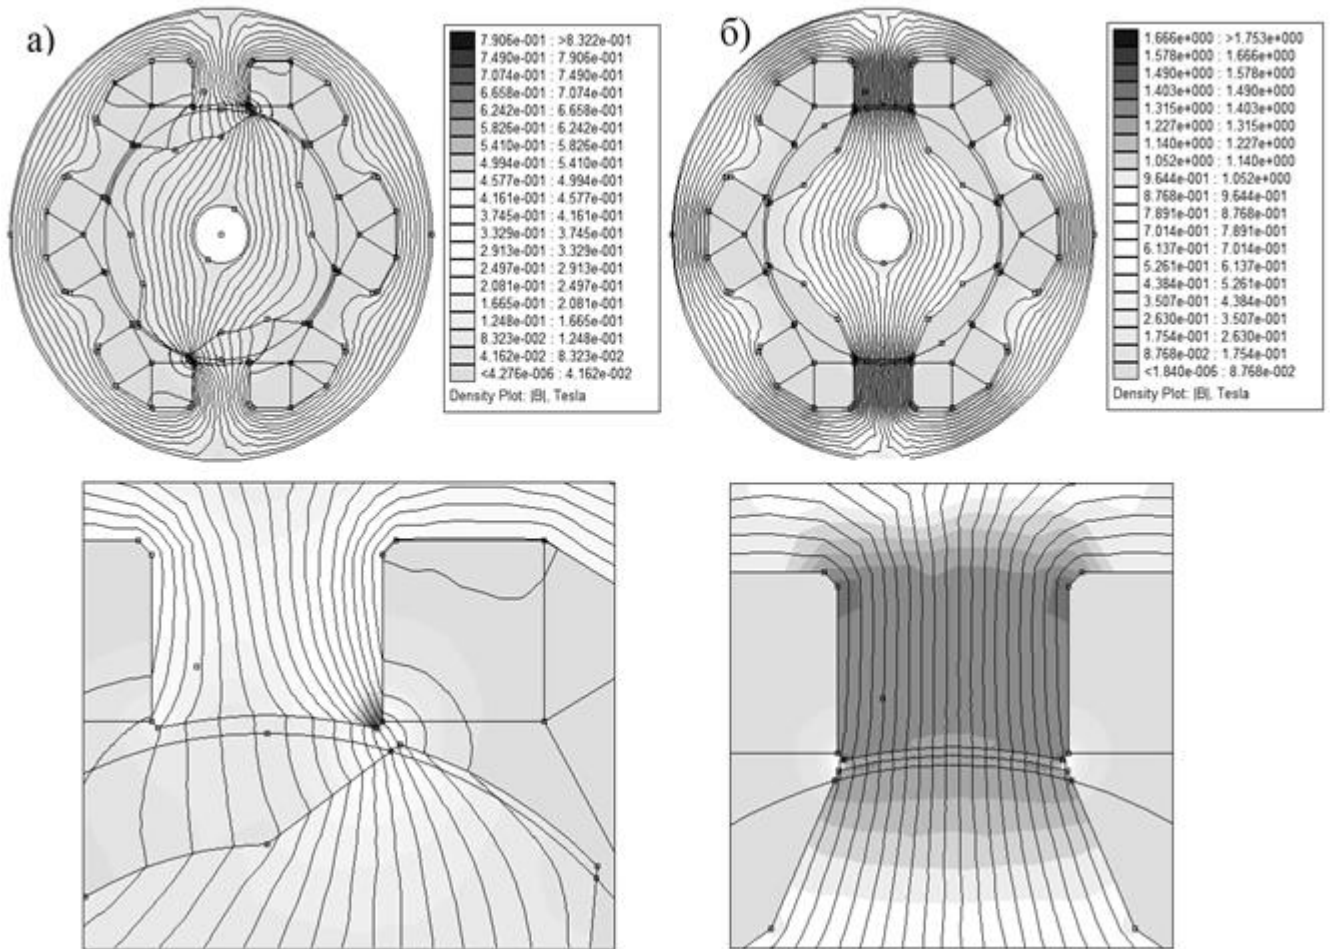 а)
7.906e-001 : >8.322e-001
7.490e-001 : 7.906e-001
7.074e-001 : 7.490e-001
6.658e-001 : 7.074e-001
6.242e-001 : 6.658e-001
5.826e-001 : 6.242e-001
5.410e-001 : 5.826e-001
4.994e-001 : 5.410e-001
4.577e-001 : 4.994e-001
4.161e-001 : 4.577e-001
3.745e-001 : 4.161e-001
3.329e-001 : 3.745e-001
2.913e-001 : 3.329e-001
2.497e-001 : 2.913e-001
2.081e-001 : 2.497e-001
1.665e-001 : 2.081e-001
1.248e-001 : 1.665e-001
8.323e-002 : 1.248e-001
4.162e-002 : 8.323e-002
<4.276e-006 : 4.162e-002
Density Plot: |B|, Tesla
б)
1.666e+000 : >1.753e+000
1.578e+000 : 1.666e+000
1.490e+000 : 1.578e+000
1.403e+000 : 1.490e+000
1.315e+000 : 1.403e+000
1.227e+000 : 1.315e+000
1.140e+000 : 1.227e+000
1.052e+000 : 1.140e+000
9.644e-001 : 1.052e+000
8.768e-001 : 9.644e-001
7.891e-001 : 8.768e-001
7.014e-001 : 7.891e-001
6.137e-001 : 7.014e-001
5.261e-001 : 6.137e-001
4.384e-001 : 5.261e-001
3.507e-001 : 4.384e-001
2.630e-001 : 3.507e-001
1.754e-001 : 2.630e-001
8.768e-002 : 1.754e-001
<1.840e-006 : 8.768e-002
Density Plot: |B|, Tesla